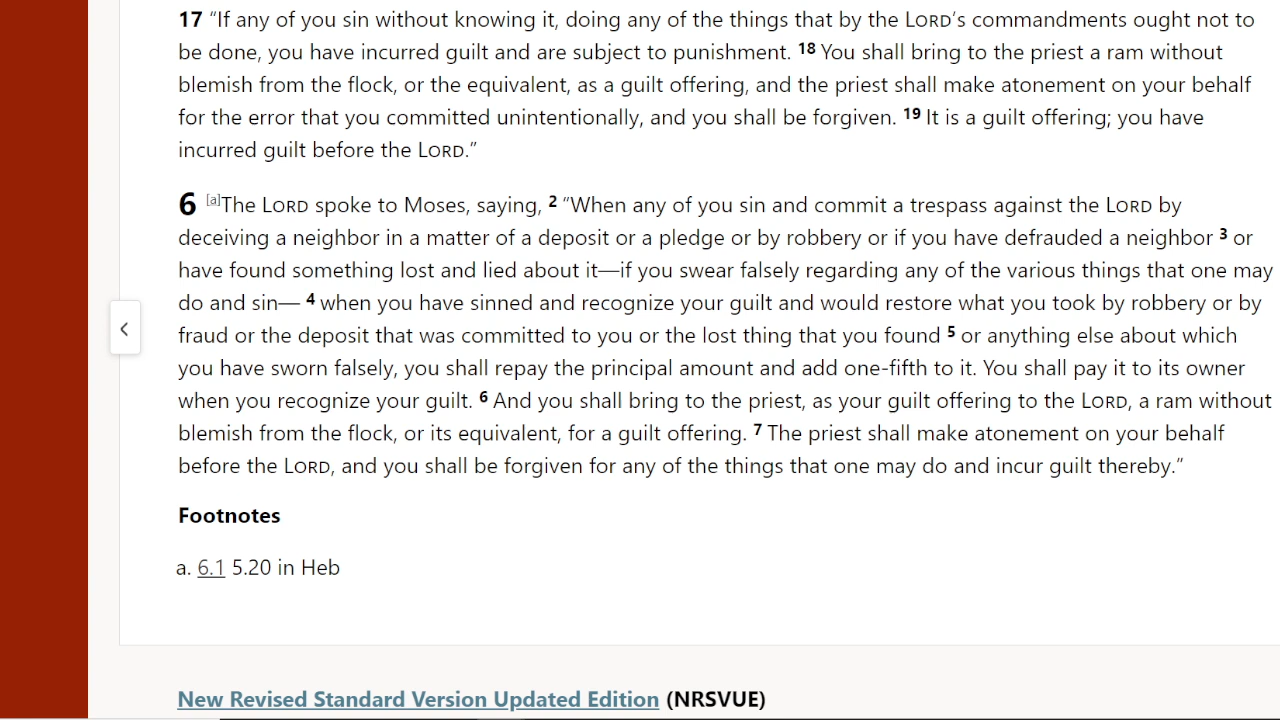 17 “If any of you sin without knowing it, doing any of the things that by the LORD’s commandments ought not to
be done, you have incurred guilt and are subject to punishment. 18 You shall bring to the priest a ram without
blemish from the flock, or the equivalent, as a guilt offering, and the priest shall make atonement on your behalf
for the error that you committed unintentionally, and you shall be forgiven. 19 It is a guilt offering; you have
incurred guilt before the LORD.”
6 [a]The LORD spoke to Moses, saying, 2 “When any of you sin and commit a trespass against the LORD by
deceiving a neighbor in a matter of a deposit or a pledge or by robbery or if you have defrauded a neighbor 3 or
have found something lost and lied about it—if you swear falsely regarding any of the various things that one may
do and sin— 4 when you have sinned and recognize your guilt and would restore what you took by robbery or by
fraud or the deposit that was committed to you or the lost thing that you found 5 or anything else about which
you have sworn falsely, you shall repay the principal amount and add one-fifth to it. You shall pay it to its owner
when you recognize your guilt. 6 And you shall bring to the priest, as your guilt offering to the LORD, a ram without
blemish from the flock, or its equivalent, for a guilt offering. 7 The priest shall make atonement on your behalf
before the LORD, and you shall be forgiven for any of the things that one may do and incur guilt thereby.”
Footnotes
a. 6.1 5.20 in Heb
New Revised Standard Version Updated Edition (NRSVUE)